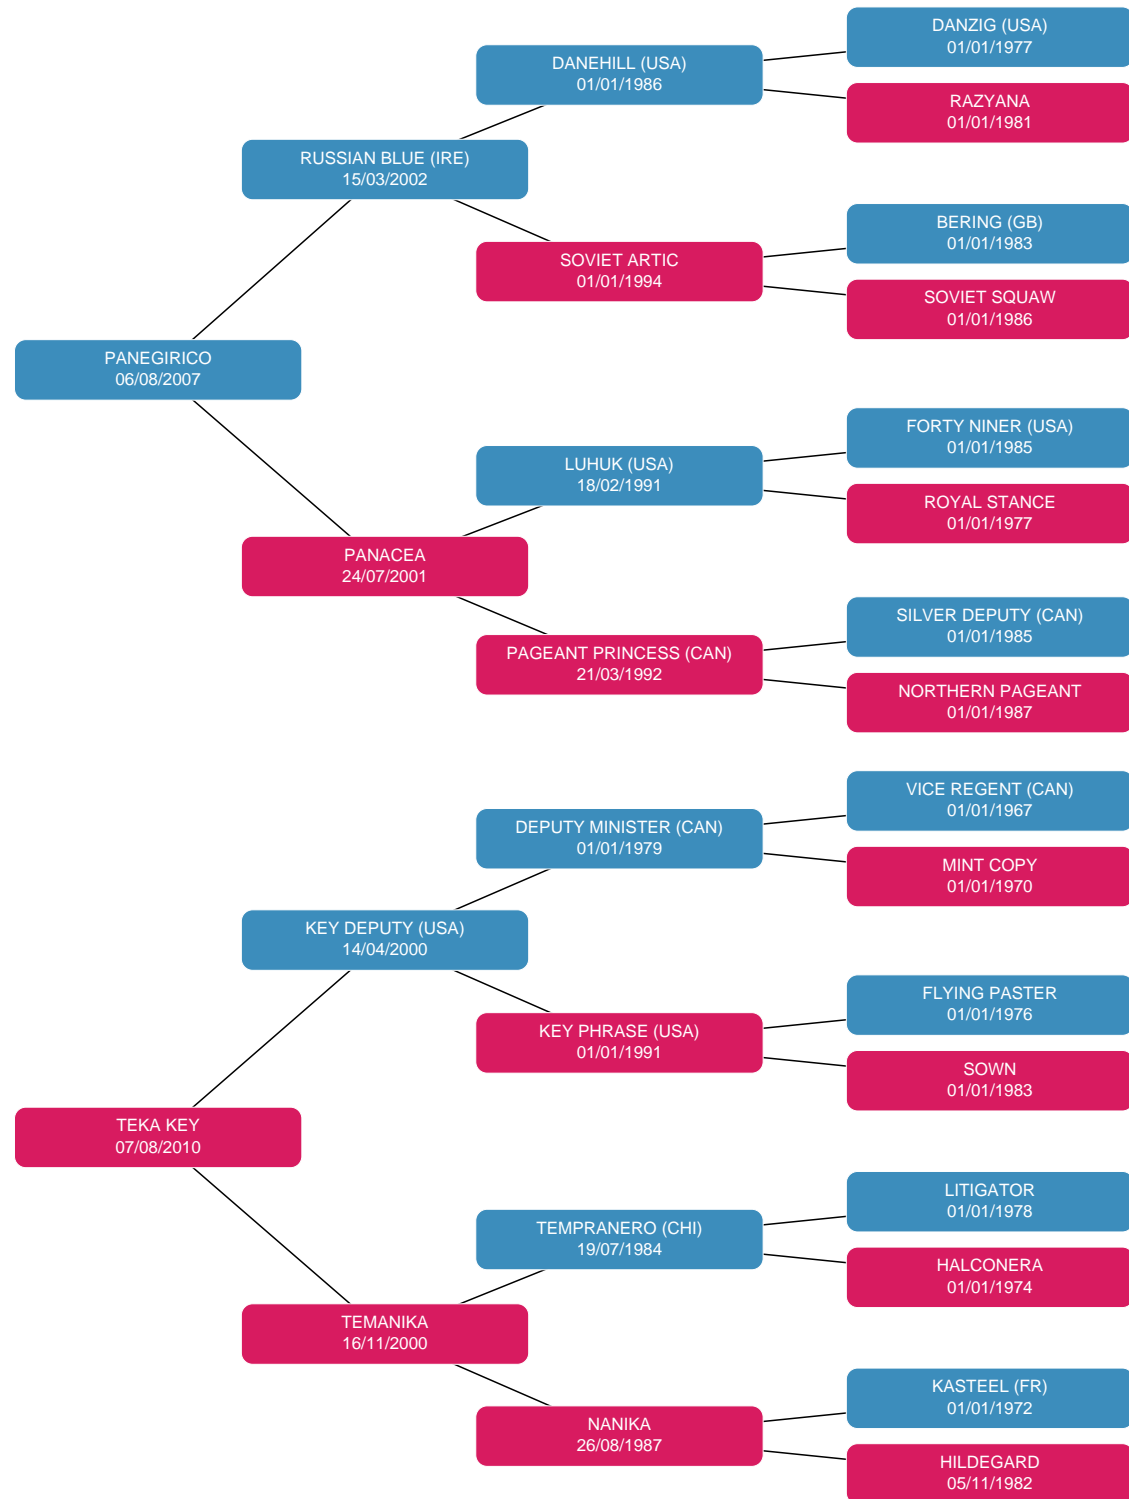 DANZIG (USA)
01/01/1977
DANEHILL (USA)
01/01/1986
RAZYANA
01/01/1981
RUSSIAN BLUE (IRE)
15/03/2002
BERING (GB)
01/01/1983
SOVIET ARTIC
01/01/1994
SOVIET SQUAW
01/01/1986
PANEGIRICO
06/08/2007
FORTY NINER (USA)
01/01/1985
LUHUK (USA)
18/02/1991
ROYAL STANCE
01/01/1977
PANACEA
24/07/2001
SILVER DEPUTY (CAN)
01/01/1985
PAGEANT PRINCESS (CAN)
21/03/1992
NORTHERN PAGEANT
01/01/1987
VICE REGENT (CAN)
01/01/1967
DEPUTY MINISTER (CAN)
01/01/1979
MINT COPY
01/01/1970
KEY DEPUTY (USA)
14/04/2000
FLYING PASTER
01/01/1976
KEY PHRASE (USA)
01/01/1991
SOWN
01/01/1983
TEKA KEY
07/08/2010
LITIGATOR
01/01/1978
TEMPRANERO (CHI)
19/07/1984
HALCONERA
01/01/1974
TEMANIKA
16/11/2000
KASTEEL (FR)
01/01/1972
NANIKA
26/08/1987
HILDEGARD
05/11/1982